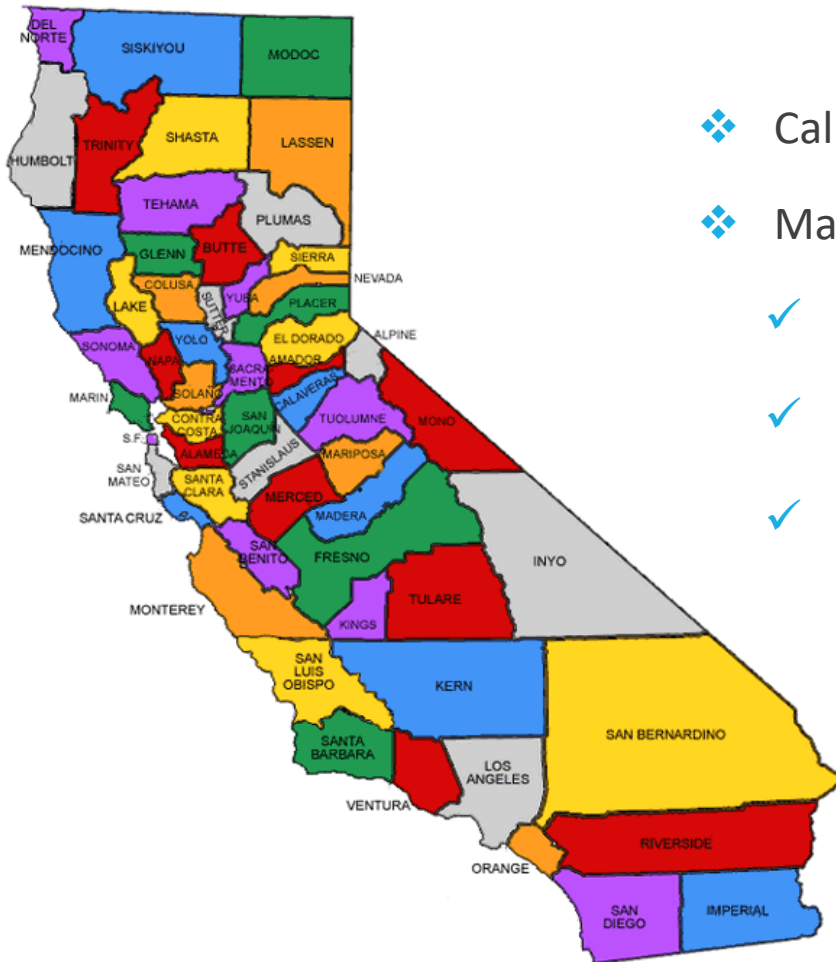 DEL
NORTE
SISKIYOU
MODOC
HUMBOLT
TRINITY
SHASTA
LASSEN
TEHAMA
PLUMAS
MENDOCINO
GLENN
BUTTE
SIERRA
NEVADA
COLUSA
SUTTER
YUBA
PLACER
LAKE
ALPINE
SONOMA
NAPA
YOLO
EL DORADO
SACRA
MENTO
AMADOR
SOLANO
CALAVERAS
MARIN
CONTRA
COSTA
SAN
JOAQUIN
TUOLUMNE
MONO
S.F.
ALAMEDA
STANISLAUS
MARIPOSA
SAN
MATEO
SANTA
CLARA
MERCED
MADERA
SANTA CRUZ
SAN
BENITO
FRESNO
INYO
MONTEREY
KINGS
TULARE
SAN
LUIS
OBISPO
KERN
SAN BERNARDINO
SANTA
BARBARA
LOS
ANGELES
VENTURA
ORANGE
RIVERSIDE
SAN
DIEGO
IMPERIAL
❖ Cal
❖ Ma
✓
✓
✓